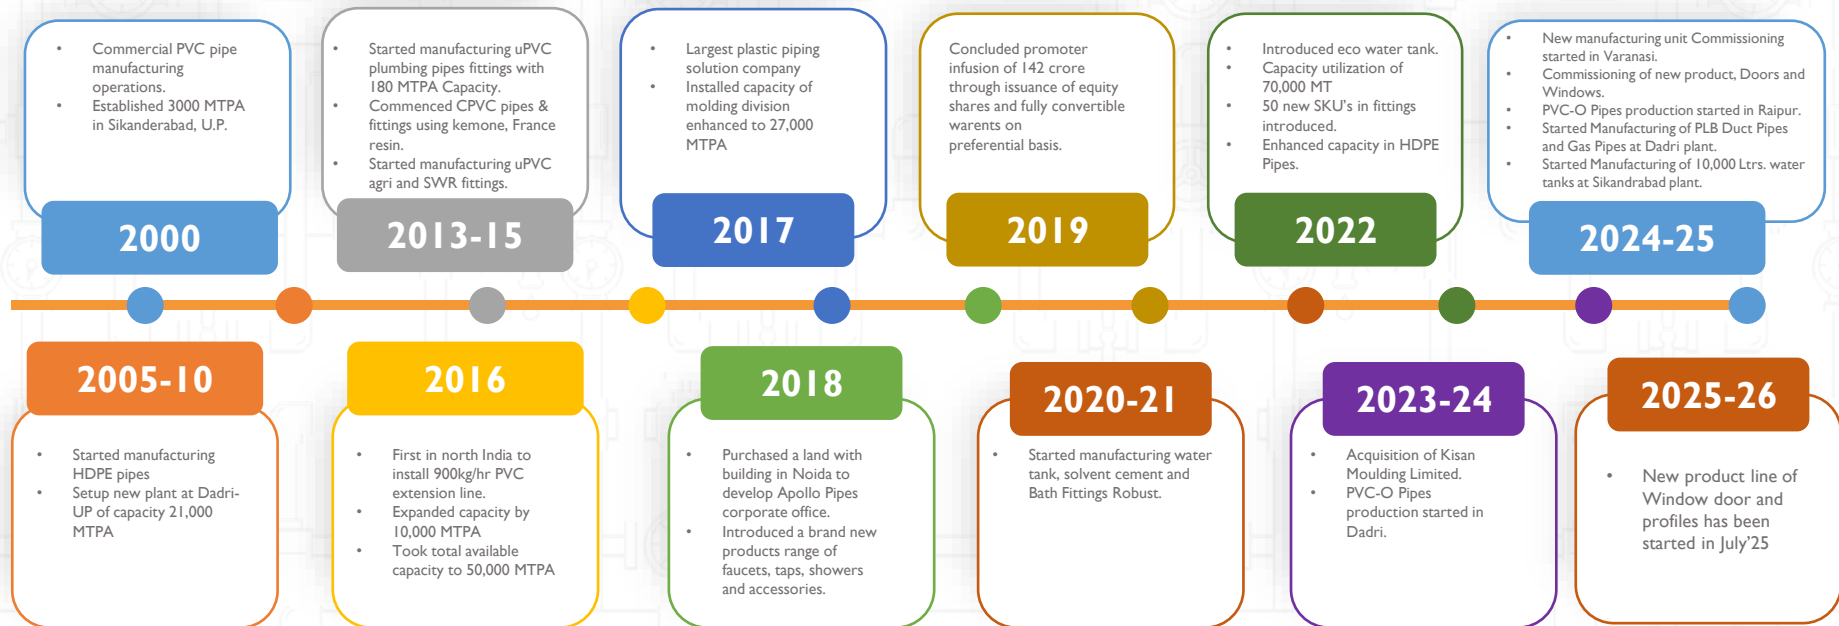 • Commercial PVC pipe
manufacturing
operations.
• Established 3000 MTPA
in Sikanderabad, U.P.
2000
• Started manufacturing uPVC
plumbing pipes fittings with
180 MTPA Capacity.
• Commenced CPVC pipes &
fittings using kemone, France
resin.
• Started manufacturing uPVC
agri and SWR fittings.
2013-15
• Largest plastic piping
solution company
• Installed capacity of
molding division
enhanced to 27,000
MTPA
2017
Concluded promoter
infusion of 142 crore
through issuance of equity
shares and fully convertible
warents on
preferential basis.
2019
• Introduced eco water tank.
• Capacity utilization of
70,000 MT
• 50 new SKU's in fittings
introduced.
• Enhanced capacity in HDPE
Pipes.
2022
• New manufacturing unit Commissioning
started in Varanasi.
• Commissioning of new product, Doors and
Windows.
• PVC-O Pipes production started in Raipur.
• Started Manufacturing of PLB Duct Pipes
and Gas Pipes at Dadri plant.
• Started Manufacturing of 10,000 Ltrs. water
tanks at Sikandrabad plant.
2024-25
2005-10
• Started manufacturing
HDPE pipes
• Setup new plant at Dadri-
UP of capacity 21,000
MTPA
2016
• First in north India to
install 900kg/hr PVC
extension line.
• Expanded capacity by
10,000 MTPA
• Took total available
capacity to 50,000 MTPA
2018
• Purchased a land with
building in Noida to
develop Apollo Pipes
corporate office.
• Introduced a brand new
products range of
faucets, taps, showers
and accessories.
2020-21
• Started manufacturing water
tank, solvent cement and
Bath Fittings Robust.
2023-24
• Acquisition of Kisan
Moulding Limited.
• PVC-O Pipes
production started in
Dadri.
2025-26
• New product line of
Window door and
profiles has been
started in July'25